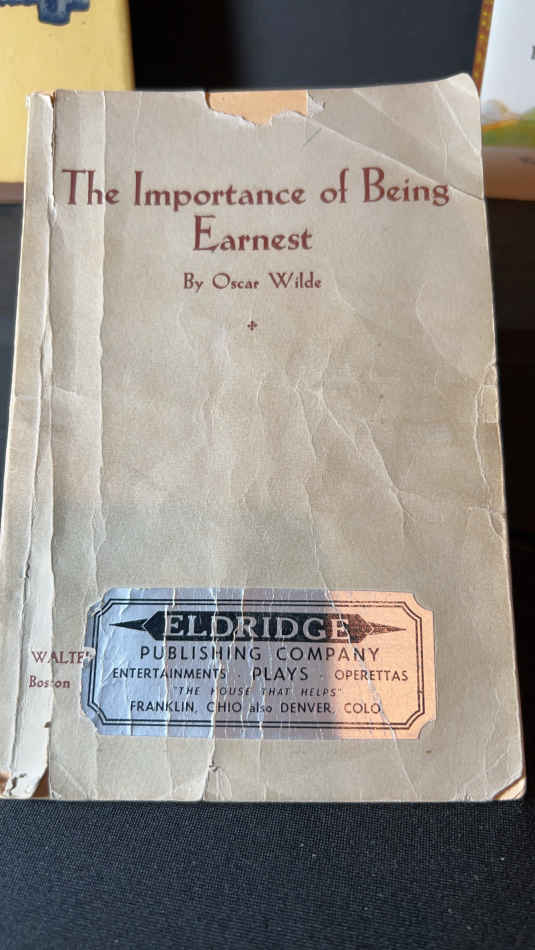 The Importance of Being
Earnest
By Oscar Wilde
WALTE
Boston
ELDRIDGE
PUBLISHING COMPANY
ENTERTAINMENTS · PLAYS · OPERETTAS
"THE HOUSE THAT HELPS"
FRANKLIN, OHIO also DENVER, COLO.